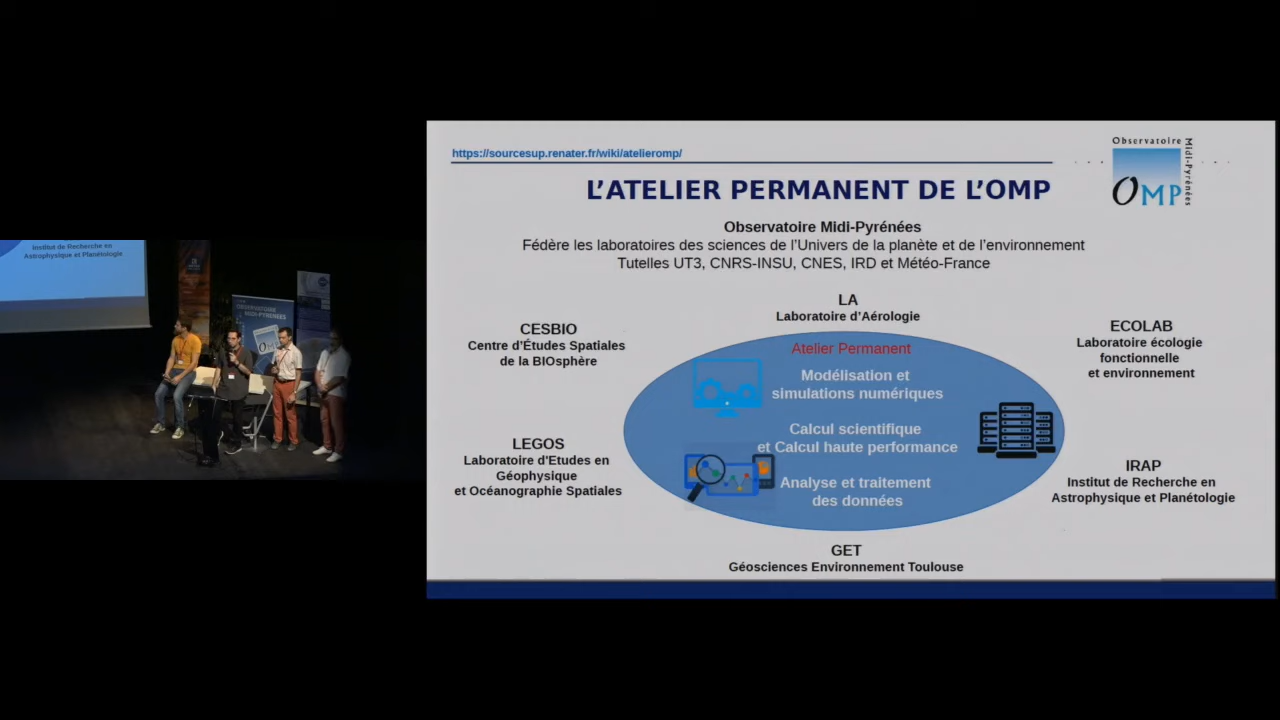 https://sourcesup.renater.fr/wiki/atelieromp/
Observatoire
Midi-Pyrénées
OMP
L'ATELIER PERMANENT DE L'OMP
Observatoire Midi-Pyrénées
Fédère les laboratoires des sciences de l'Univers de la planète et de l'environnement
Tutelles UT3, CNRS-INSU, CNES, IRD et Météo-France
LA
Laboratoire d'Aérologie
CESBIO
Centre d'Études Spatiales
de la BIOsphère
ECOLAB
Laboratoire écologie
fonctionnelle
et environnement
Atelier Permanent
Modélisation et
simulations numériques
Calcul scientifique
et Calcul haute performance
Analyse et traitement
des données
LEGOS
Laboratoire d'Etudes en
Géophysique
et Océanographie Spatiales
IRAP
Institut de Recherche en
Astrophysique et Planétologie
GET
Géosciences Environnement Toulouse
Institut de Recherche en
Astrophysique et Planétologie
OBSERVATOIRE
MIDI-PYRENEES
OMP